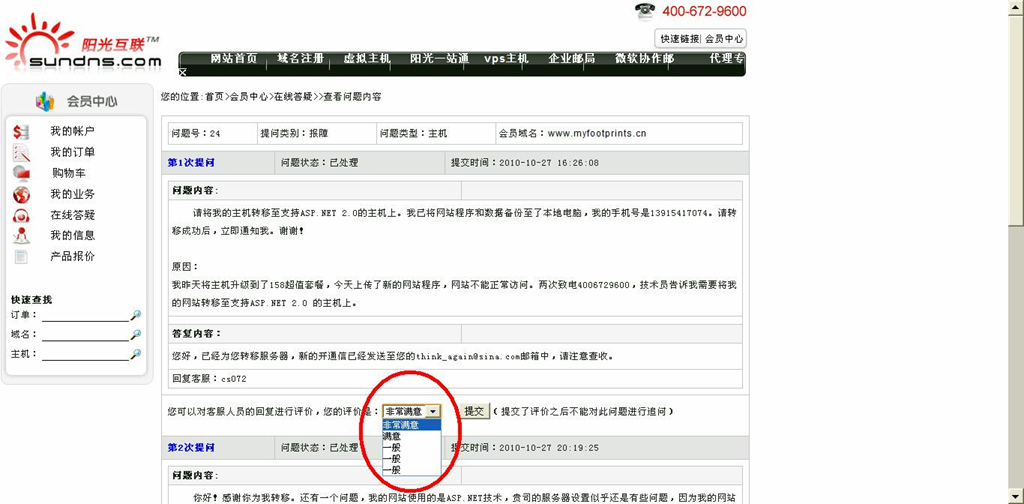 400-672-9600
阳光互联™
sundns.com
快速链接| 会员中心
网站首页 域名注册 虚拟主机 阳光一站通 vps主机 企业邮局 微软协作邮 代理专
会员中心
我的帐户
我的订单
购物车
我的业务
在线答疑
我的信息
产品报价
快速查找
订单：
域名：
主机：
您的位置:首页>会员中心>在线答疑>>查看问题内容
问题号：24 提问类别：报障 问题类型：主机 会员域名：www.myfootprints.cn
第1次提问 问题状态：已处理 提交时间：2010-10-27 16:26:08
问题内容:
请将我的主机转移至支持ASP.NET 2.0的主机上。我已将网站程序和数据备份至了本地电脑，我的手机号是13915417074。请转
移成功后，立即通知我。谢谢！
原因：
我昨天将主机升级到了158超值套餐，今天上传了新的网站程序，网站不能正常访问。两次致电4006729600，技术员告诉我需要将我
的网站转移至支持ASP.NET 2.0 的主机上。
答复内容：
您好，已经为您转移服务器，新的开通信已经发送至您的think_again@sina.com邮箱中，请注意查收。
回复客服：cs072
您可以对客服人员的回复进行评价，您的评价是：非常满意 提交 (提交了评价之后不能对此问题进行追问)
非常满意
满意
一般
一般
一般
第2次提问 问题状态：已处理 提交时间：2010-10-27 20:19:25
问题内容:
你好！感谢你为我转移。还有一个问题，我的网站使用的是ASP.NET技术，贵司的服务器设置似乎还是有些问题，因为我的网站